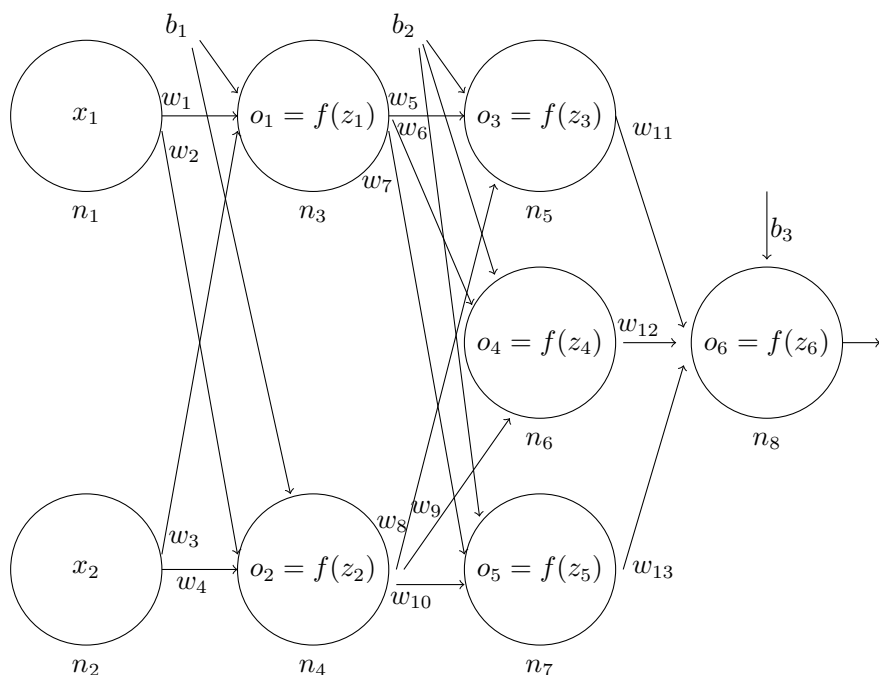 b₁
b₂
x₁
w₁
o₁ = f(z₁)
w₅
o₃ = f(z₃)
w₆
w₁₁
w₂
w₇
n₁
n₃
n₅
b₃
w₁₂
o₄ = f(z₄)
o₆ = f(z₆)
n₆
n₈
w₃
w₈
w₉
x₂
w₄
o₂ = f(z₂)
w₁₀
o₅ = f(z₅)
w₁₃
n₂
n₄
n₇